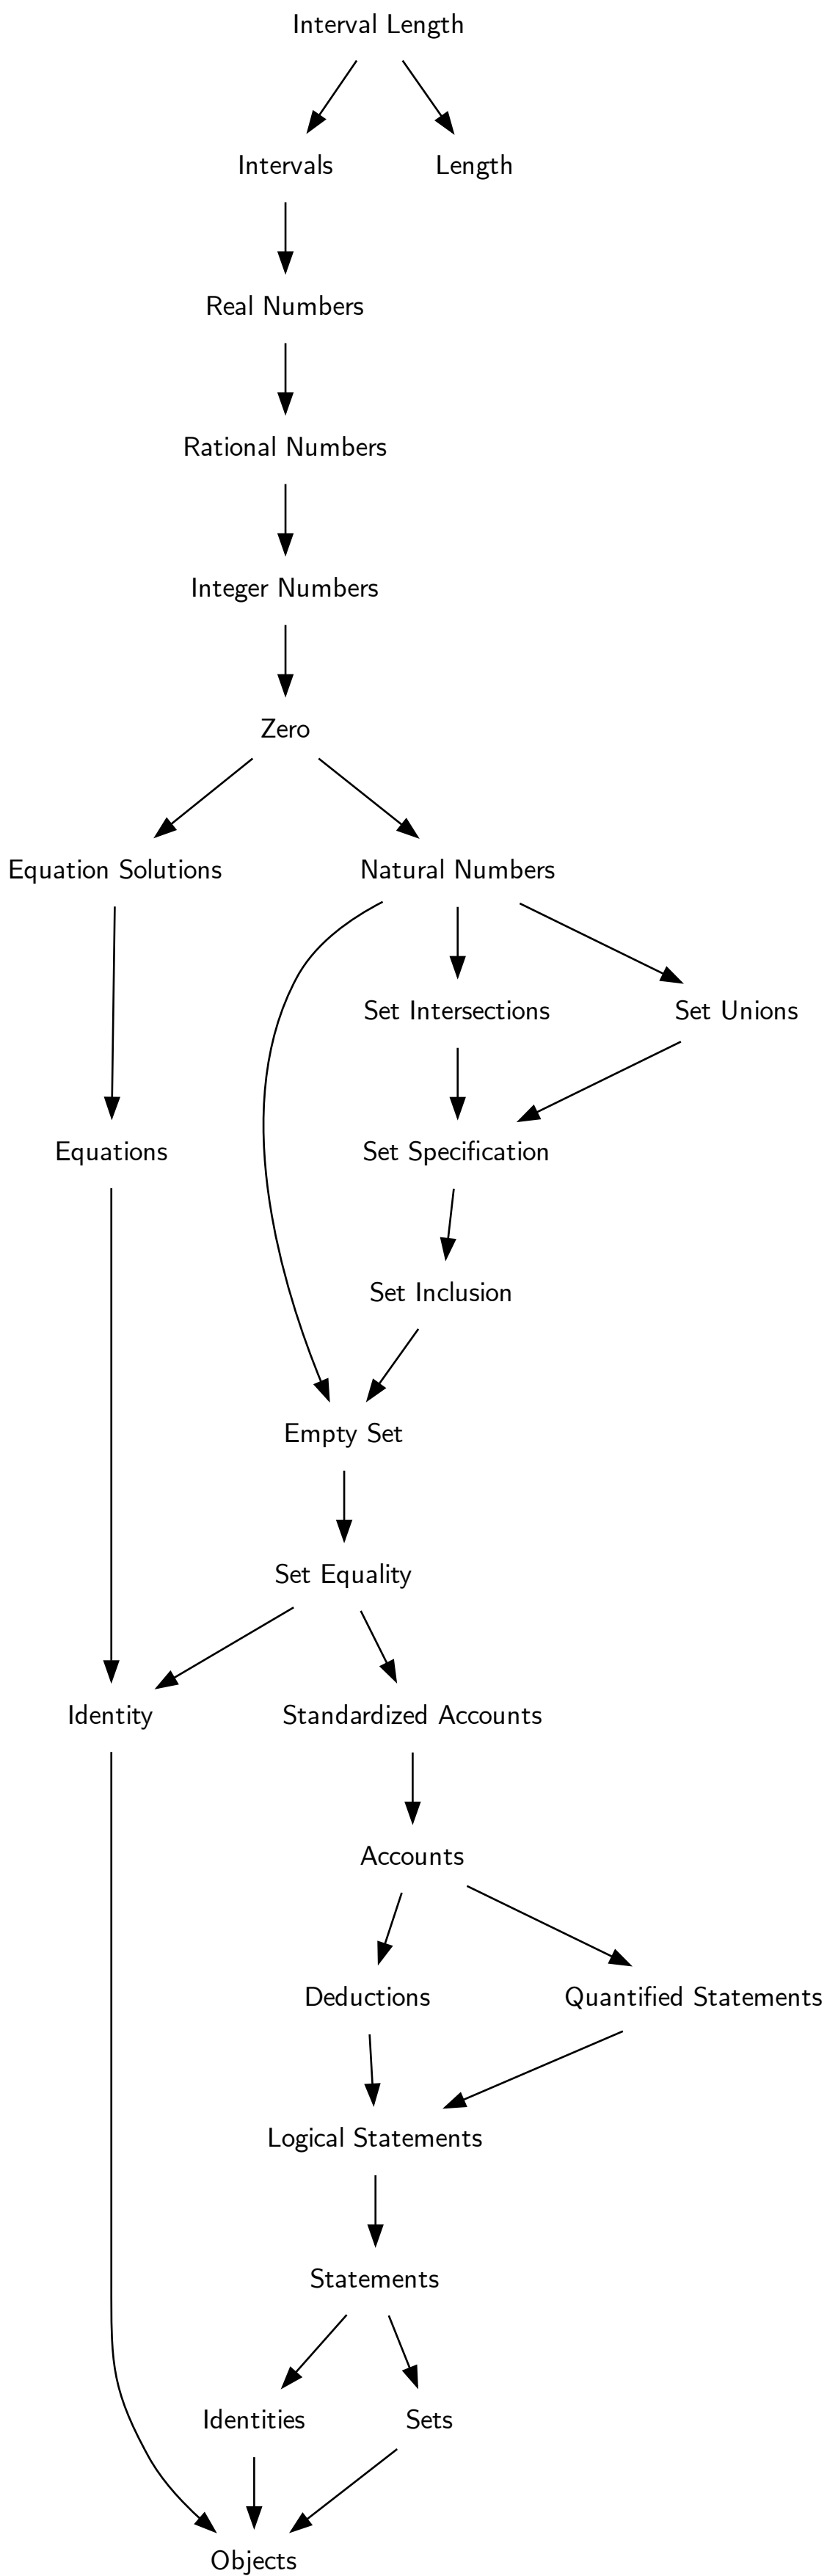 Interval Length
Intervals
Length
Real Numbers
Rational Numbers
Integer Numbers
Zero
Equation Solutions
Natural Numbers
Set Intersections
Set Unions
Equations
Set Specification
Set Inclusion
Empty Set
Set Equality
Identity
Standardized Accounts
Accounts
Deductions
Quantified Statements
Logical Statements
Statements
Identities
Sets
Objects